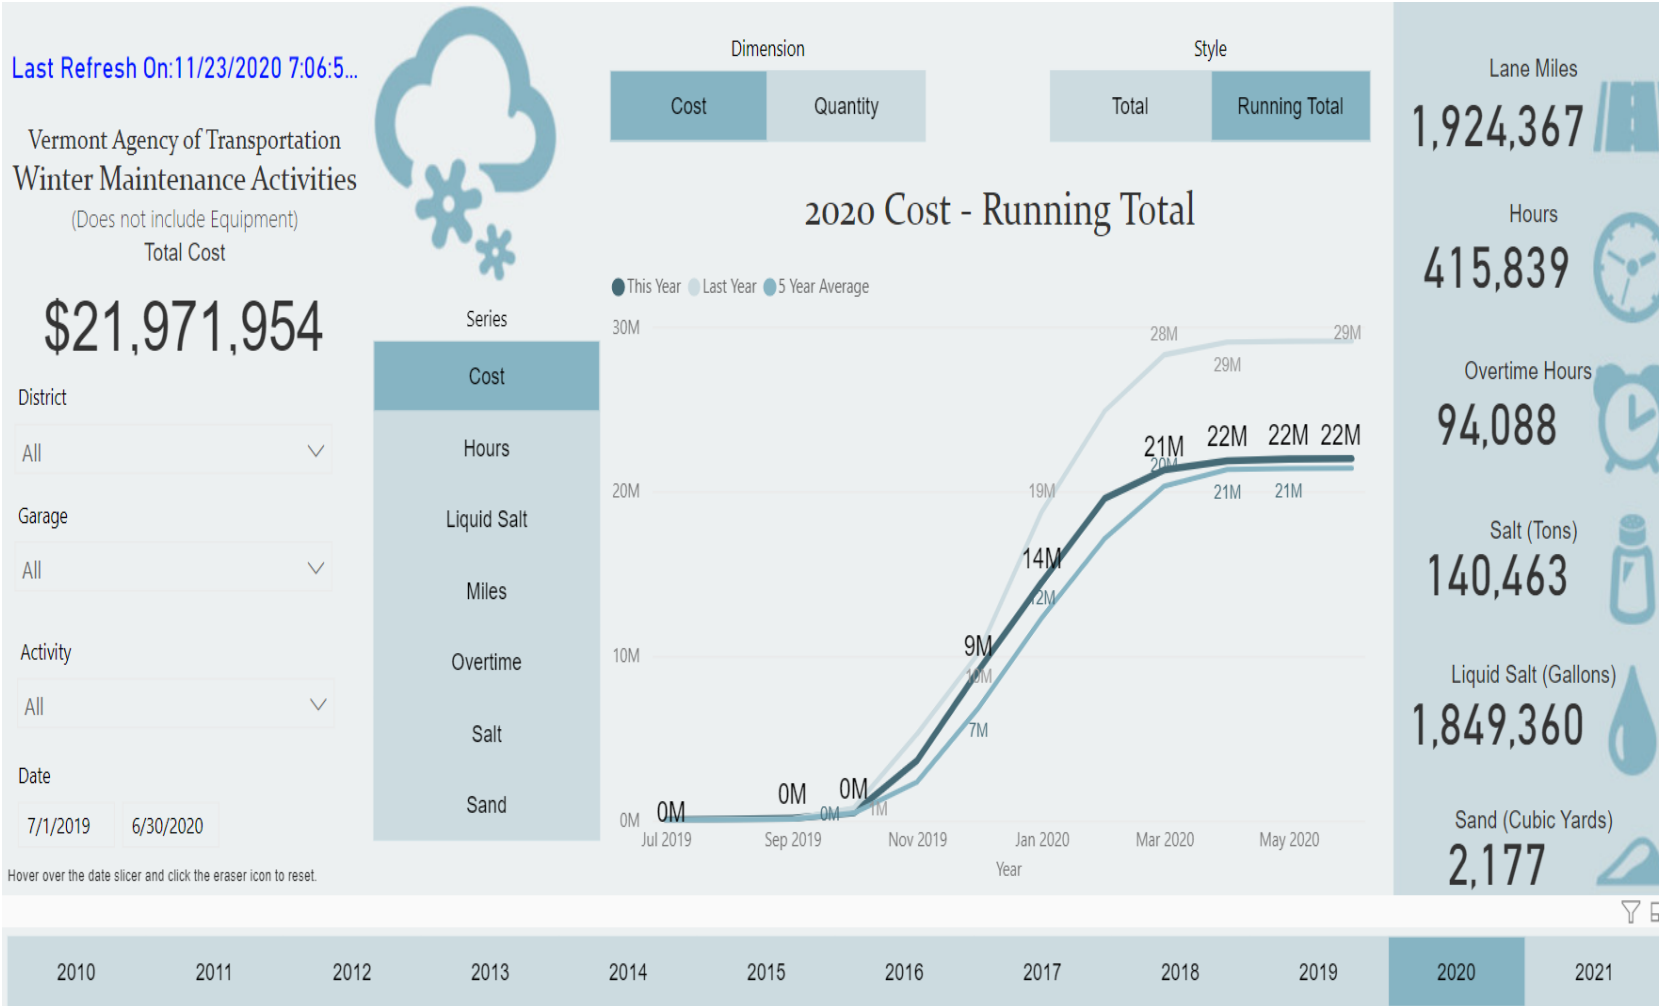 Last Refresh On:11/23/2020 7:06:5...
Vermont Agency of Transportation
Winter Maintenance Activities
(Does not include Equipment)
Total Cost
$21,971,954
District
All
Garage
All
Activity
All
Date
7/1/2019 6/30/2020
Hover over the date slicer and click the eraser icon to reset.
Series
Cost
Hours
Liquid Salt
Miles
Overtime
Salt
Sand
Dimension
Cost Quantity
Style
Total Running Total
2020 Cost - Running Total
This Year Last Year 5 Year Average
30M
20M
10M
0M
28M 29M
29M
21M 22M 22M 22M
20M
21M 21M
19M
14M
12M
9M
10M
7M
0M 0M 0M
0M 1M
Jul 2019 Sep 2019 Nov 2019 Jan 2020 Mar 2020 May 2020
Year
Lane Miles
1,924,367
Hours
415,839
Overtime Hours
94,088
Salt (Tons)
140,463
Liquid Salt (Gallons)
1,849,360
Sand (Cubic Yards)
2,177
2010 2011 2012 2013 2014 2015 2016 2017 2018 2019 2020 2021